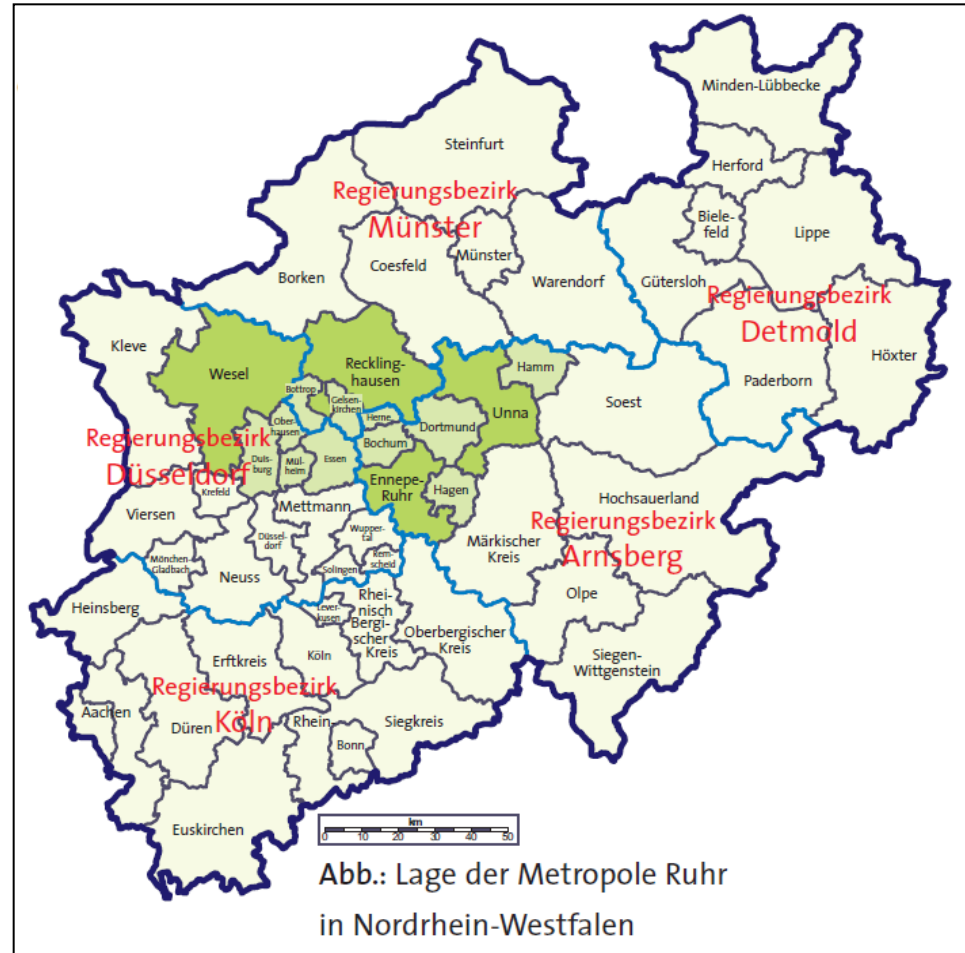 Minden-Lübbecke
Steinfurt
Herford
Regierungsbezirk
Münster
Biele-
feld
Lippe
Münster
Coesfeld
Borken
Warendorf
Gütersloh
Regierungsbezirk
Detmold
Kleve
Höxter
Wesel
Reckling-
hausen
Hamm
Paderborn
Bottrop
Gelsen-
kirchen
Unna
Soest
Ober-
hausen
Herne
Dortmund
Bochum
Regierungsbezirk
Düsseldorf
Duis-
burg
Mül-
heim
Essen
Ennepe-
Ruhr
Hagen
Krefeld
Hochsauerland
Viersen
Mettmann
Regierungsbezirk
Arnsberg
Düssel-
dorf
Wupper-
tal
Märkischer
Kreis
Mönchen-
Gladbach
Rem-
scheid
Neuss
Solingen
Olpe
Heinsberg
Lever-
kusen
Rhei-
nisch
Bergi-
scher
Kreis
Oberbergischer
Kreis
Erftkreis
Köln
Siegen-
Wittgenstein
Regierungsbezirk
Köln
Aachen
Düren
Rhein-
Siegkreis
Bonn
Euskirchen
km
0 10 20 30 40 50
Abb.: Lage der Metropole Ruhr
in Nordrhein-Westfalen